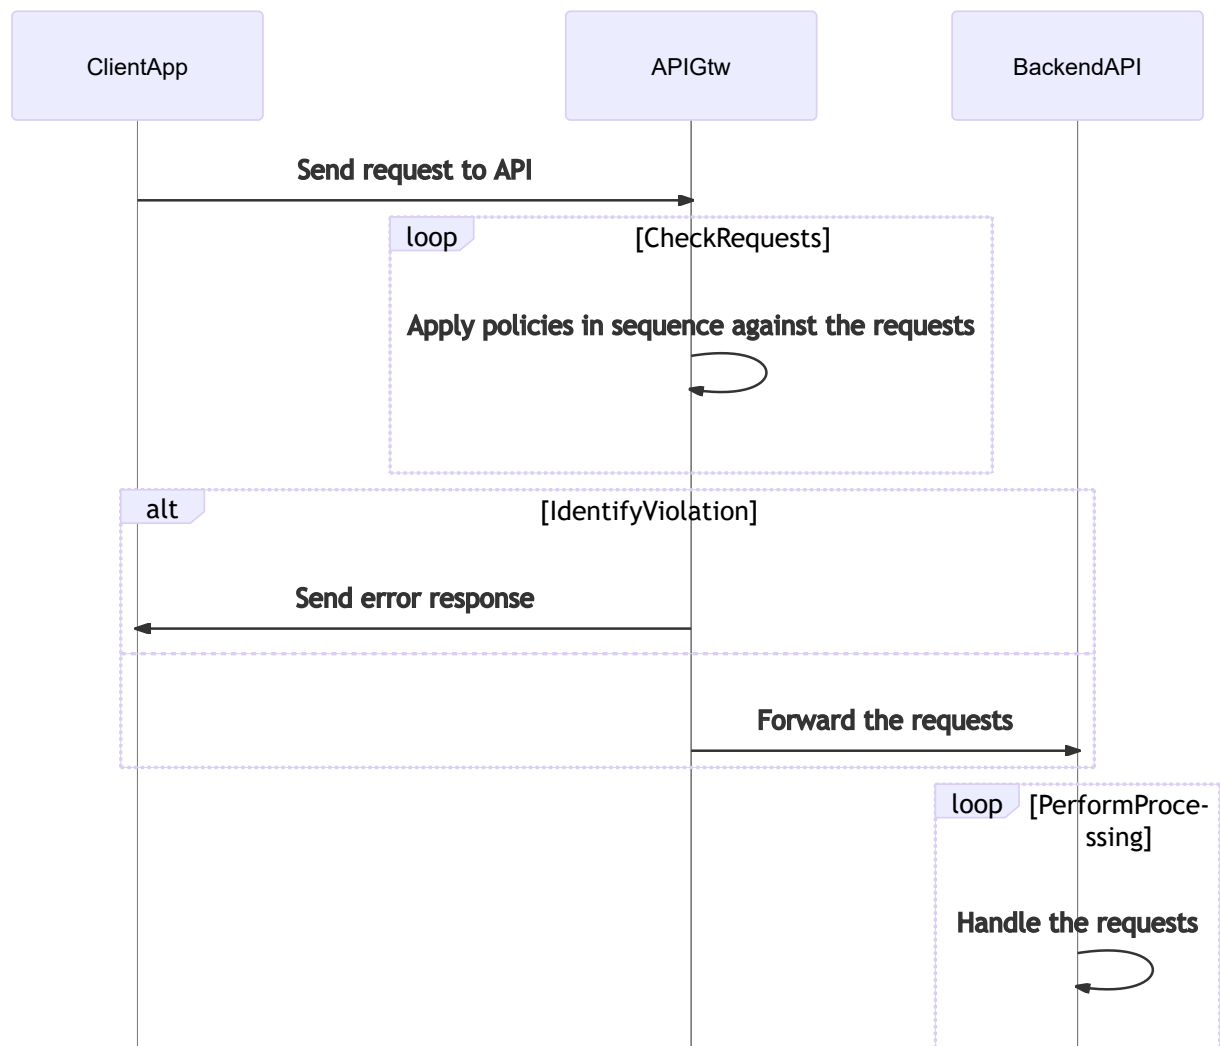 ClientApp
APIGtw
BackendAPI
Send request to API
loop
[CheckRequests]
Apply policies in sequence against the requests
alt
[IdentifyViolation]
Send error response
Forward the requests
loop
[PerformProce-
ssing]
Handle the requests